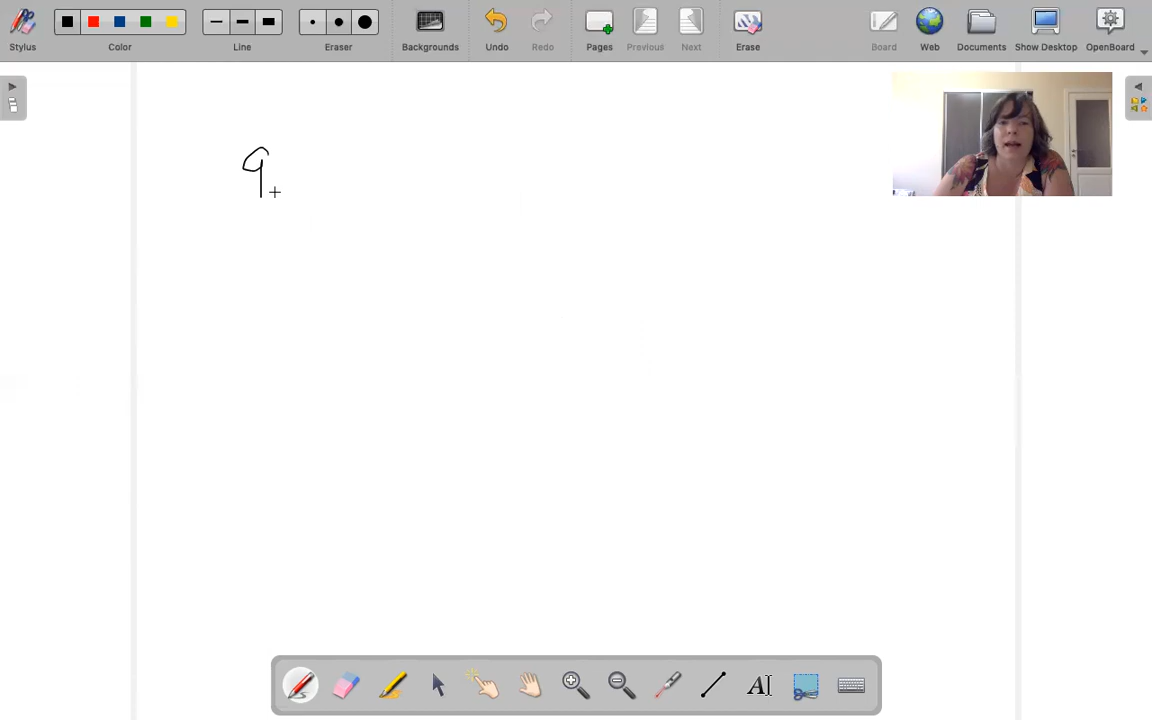 Stylus Color Line Eraser Backgrounds Undo Redo Pages Previous Next Erase Board Web Documents Show Desktop OpenBoard
9
A